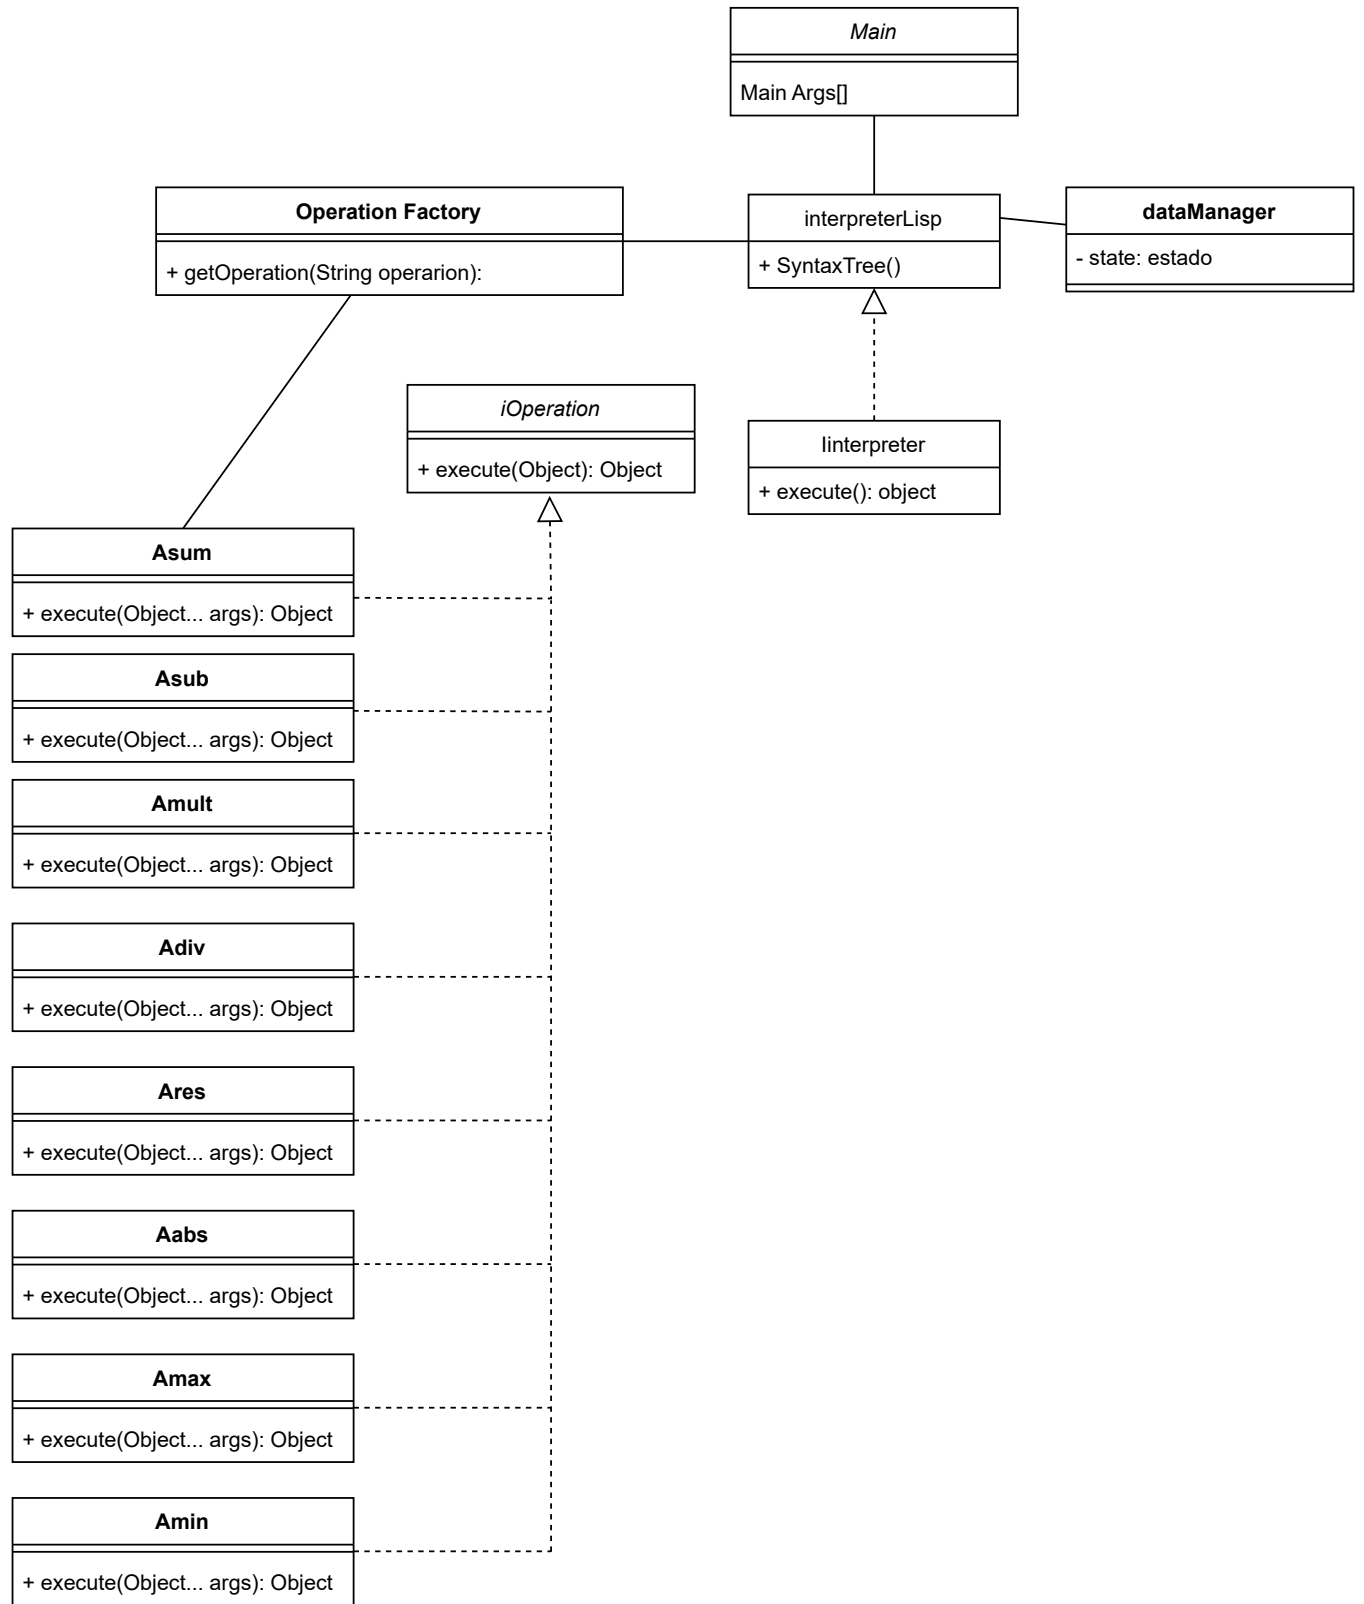 Main
Main Args[]
Operation Factory
+ getOperation(String operarion):
interpreterLisp
+ SyntaxTree()
dataManager
- state: estado
iOperation
+ execute(Object): Object
Iinterpreter
+ execute(): object
Asum
+ execute(Object... args): Object
Asub
+ execute(Object... args): Object
Amult
+ execute(Object... args): Object
Adiv
+ execute(Object... args): Object
Ares
+ execute(Object... args): Object
Aabs
+ execute(Object... args): Object
Amax
+ execute(Object... args): Object
Amin
+ execute(Object... args): Object